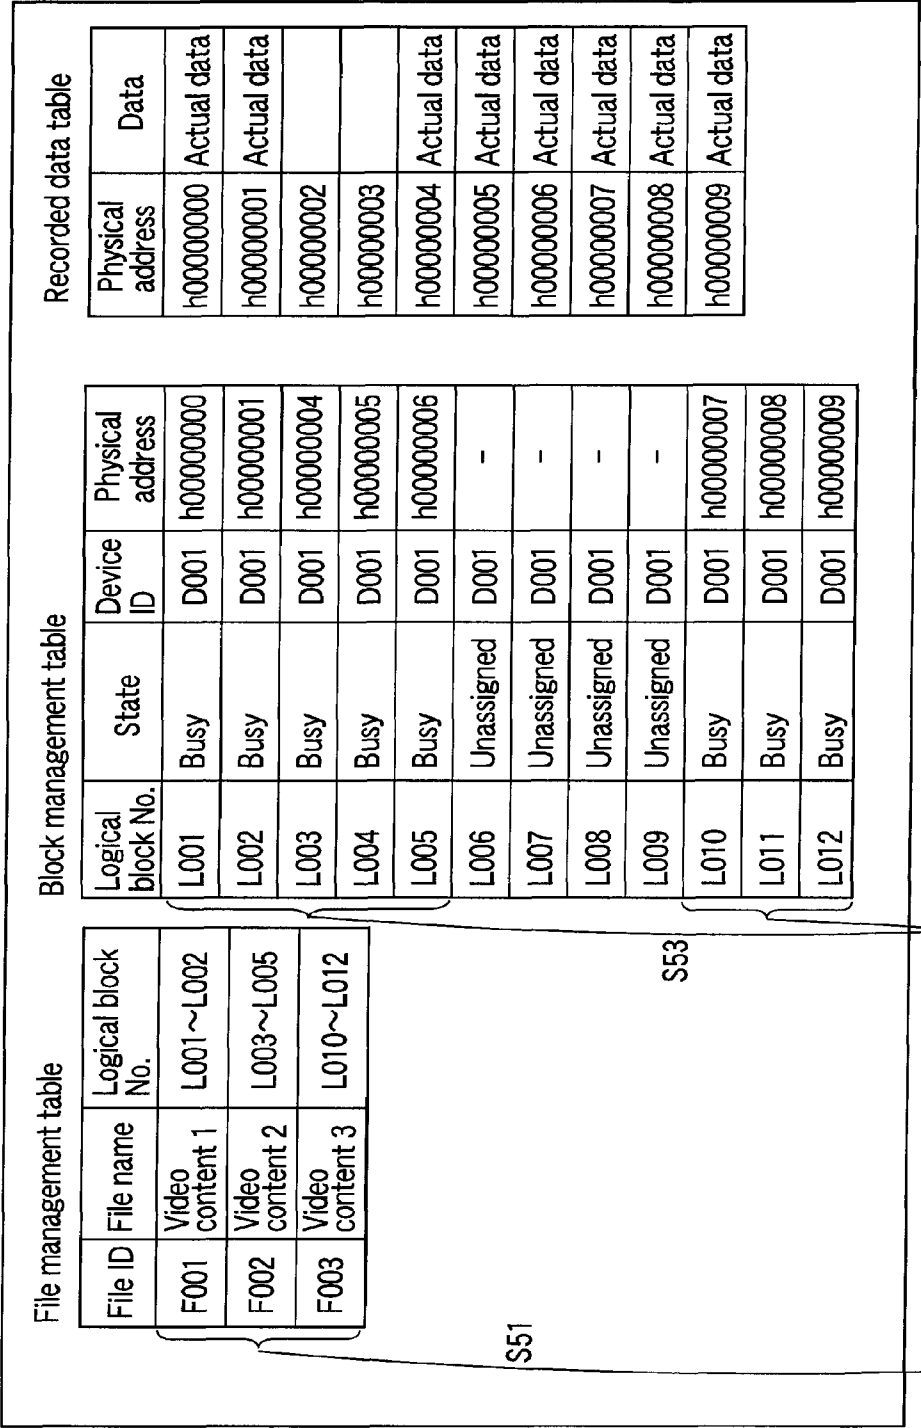 File management table
File ID File name Logical block No.
F001 Video content 1 L001~L002
F002 Video content 2 L003~L005
F003 Video content 3 L010~L012
S51
Block management table
Logical block No. State Device ID Physical address
L001 Busy D001 h00000000
L002 Busy D001 h00000001
L003 Busy D001 h00000004
L004 Busy D001 h00000005
L005 Busy D001 h00000006
L006 Unassigned D001 -
L007 Unassigned D001 -
L008 Unassigned D001 -
L009 Unassigned D001 -
L010 Busy D001 h00000007
L011 Busy D001 h00000008
L012 Busy D001 h00000009
S53
Recorded data table
Physical address Data
h00000000 Actual data
h00000001 Actual data
h00000002
h00000003
h00000004 Actual data
h00000005 Actual data
h00000006 Actual data
h00000007 Actual data
h00000008 Actual data
h00000009 Actual data